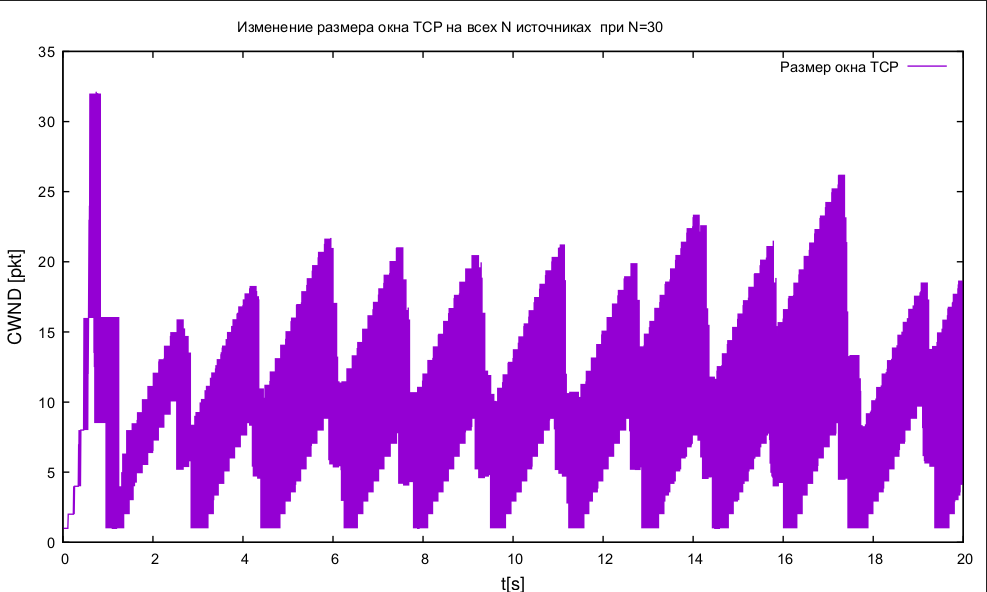 Изменение размера окна TCP на всех N источниках при N=30
Размер окна TCP
35
30
25
20
15
10
5
0
CWND [pkt]
0 2 4 6 8 10 12 14 16 18 20
t[s]